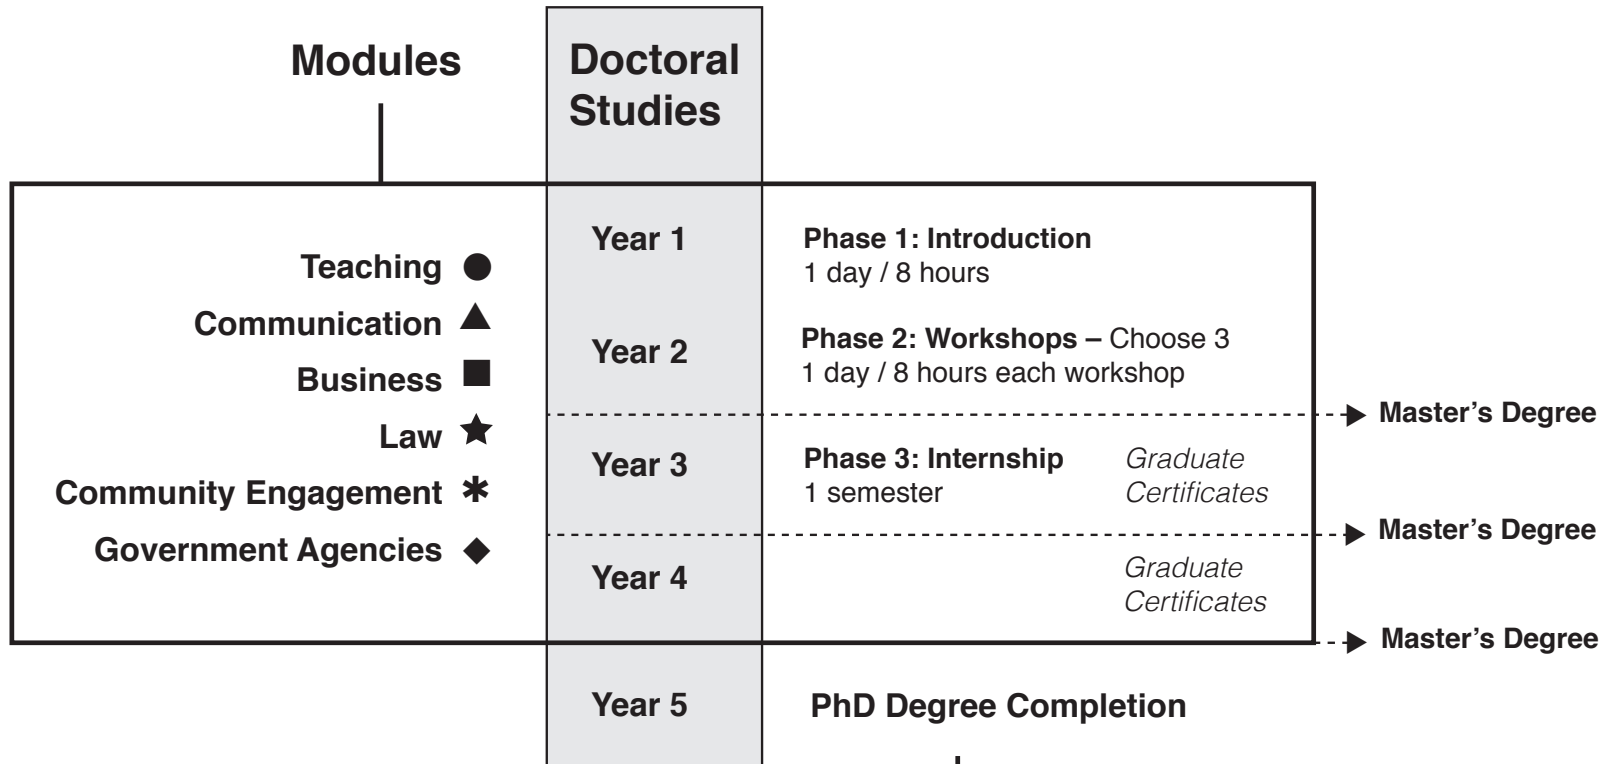 Modules
Doctoral
Studies
Teaching
Communication
Business
Law
Community Engagement
Government Agencies
Year 1
Phase 1: Introduction
1 day / 8 hours
Year 2
Phase 2: Workshops – Choose 3
1 day / 8 hours each workshop
Master’s Degree
Year 3
Phase 3: Internship
1 semester
Graduate
Certificates
Master’s Degree
Year 4
Graduate
Certificates
Master’s Degree
Year 5
PhD Degree Completion